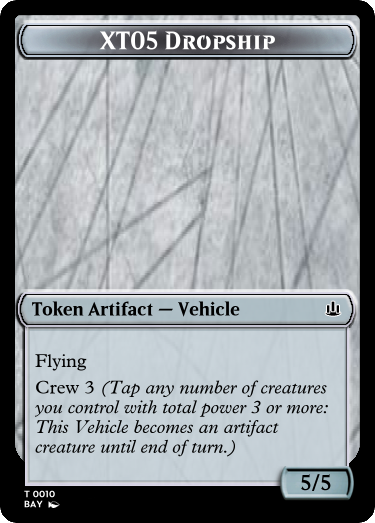 XT05 Dropship
Token Artifact — Vehicle
Flying
Crew 3 (Tap any number of creatures
you control with total power 3 or more:
This Vehicle becomes an artifact
creature until end of turn.)
5/5
T 0010
BAY